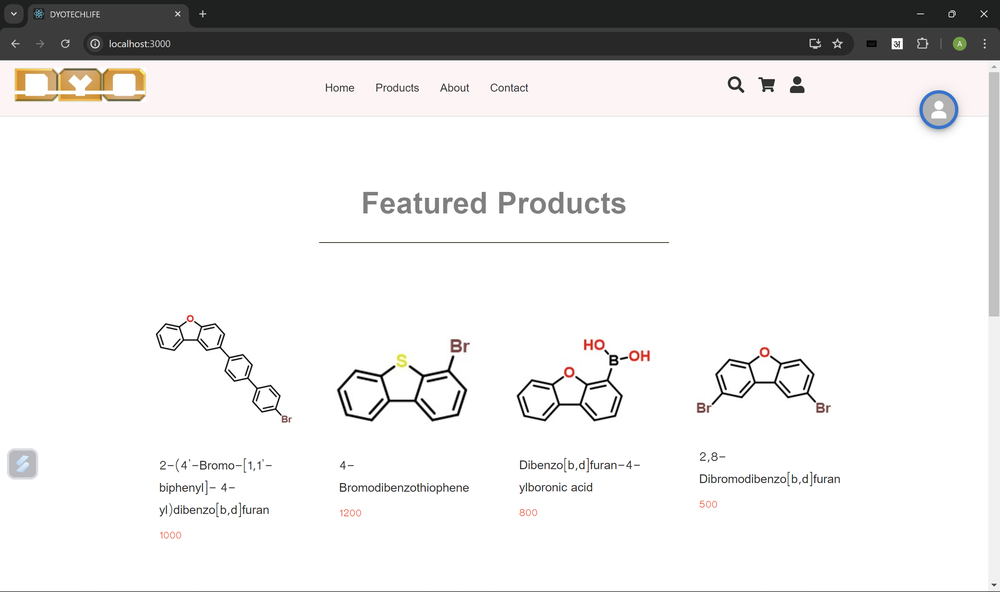 DYOTECHLIFE
localhost:3000
अ
A
DYO
Home Products About Contact
Featured Products
O
Br
S
Br
HO
B-OH
O
O
Br Br
2-(4'-Bromo-[1,1'-
biphenyl]- 4-
yl)dibenzo[b,d]furan
1000
4-
Bromodibenzothiophene
1200
Dibenzo[b,d]furan-4-
ylboronic acid
800
2,8-
Dibromodibenzo[b,d]furan
500